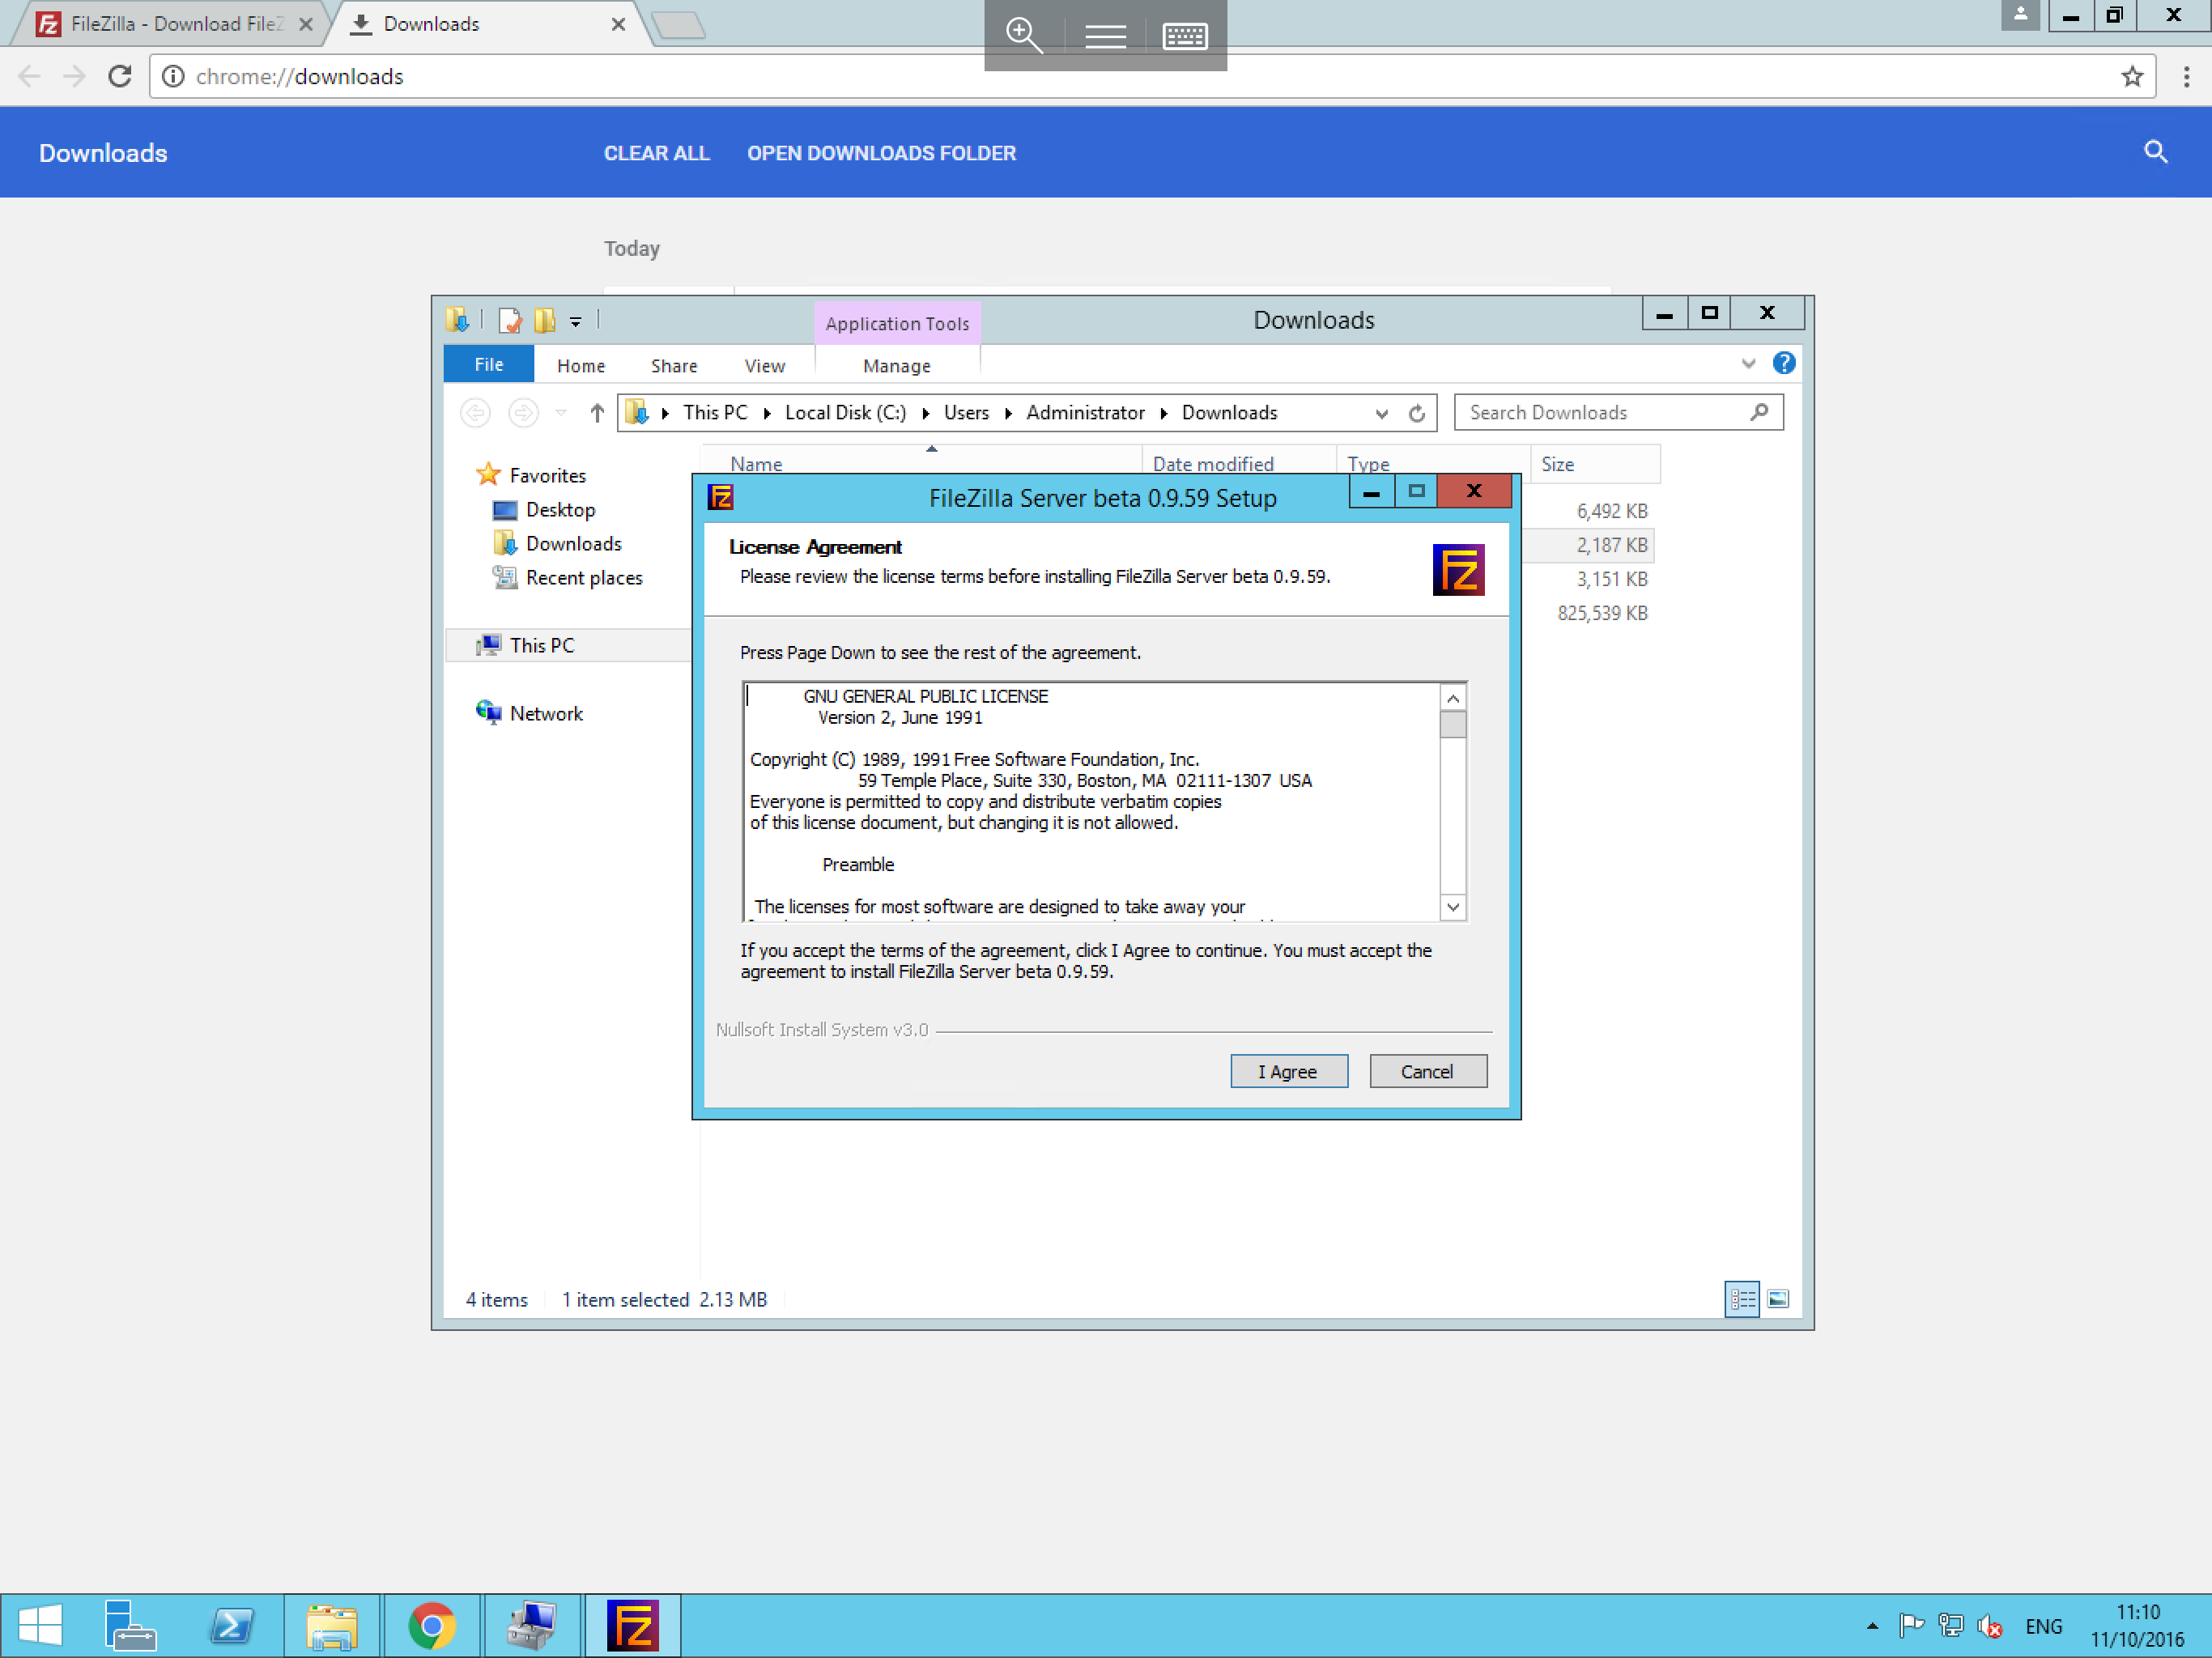 FileZilla - Download FileZ
Downloads
chrome://downloads
Downloads
CLEAR ALL
OPEN DOWNLOADS FOLDER
Today
Application Tools
Downloads
File
Home
Share
View
Manage
This PC
Local Disk (C:)
Users
Administrator
Downloads
Search Downloads
Name
Date modified
Type
Size
Favorites
Desktop
Downloads
Recent places
This PC
Network
6,492 KB
2,187 KB
3,151 KB
825,539 KB
FileZilla Server beta 0.9.59 Setup
License Agreement
Please review the license terms before installing FileZilla Server beta 0.9.59.
Press Page Down to see the rest of the agreement.
GNU GENERAL PUBLIC LICENSE
Version 2, June 1991
Copyright (C) 1989, 1991 Free Software Foundation, Inc.
59 Temple Place, Suite 330, Boston, MA 02111-1307 USA
Everyone is permitted to copy and distribute verbatim copies
of this license document, but changing it is not allowed.
Preamble
The licenses for most software are designed to take away your
If you accept the terms of the agreement, click I Agree to continue. You must accept the
agreement to install FileZilla Server beta 0.9.59.
Nullsoft Install System v3.0
I Agree
Cancel
4 items
1 item selected 2.13 MB
ENG
11:10
11/10/2016